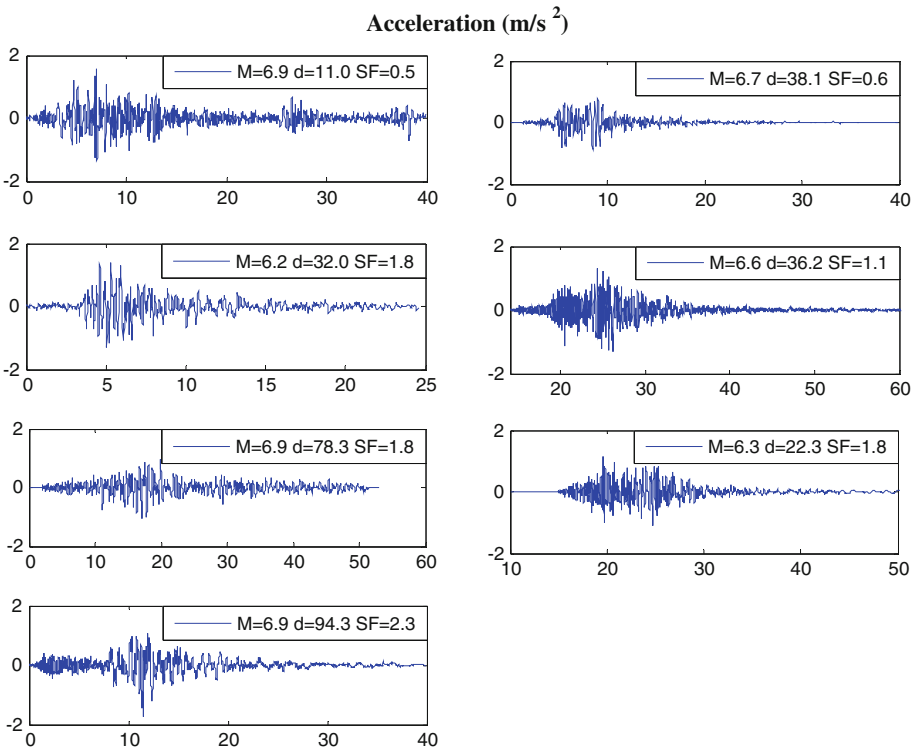 Acceleration (m/s 2)
M=6.9 d=11.0 SF=0.5
2
0
-2
0 10 20 30 40
M=6.7 d=38.1 SF=0.6
2
0
-2
0 10 20 30 40
M=6.2 d=32.0 SF=1.8
2
0
-2
0 5 10 15 20 25
M=6.6 d=36.2 SF=1.1
2
0
-2
20 30 40 50 60
M=6.9 d=78.3 SF=1.8
2
0
-2
0 10 20 30 40 50 60
M=6.3 d=22.3 SF=1.8
2
0
-2
10 20 30 40 50
M=6.9 d=94.3 SF=2.3
2
0
-2
0 10 20 30 40